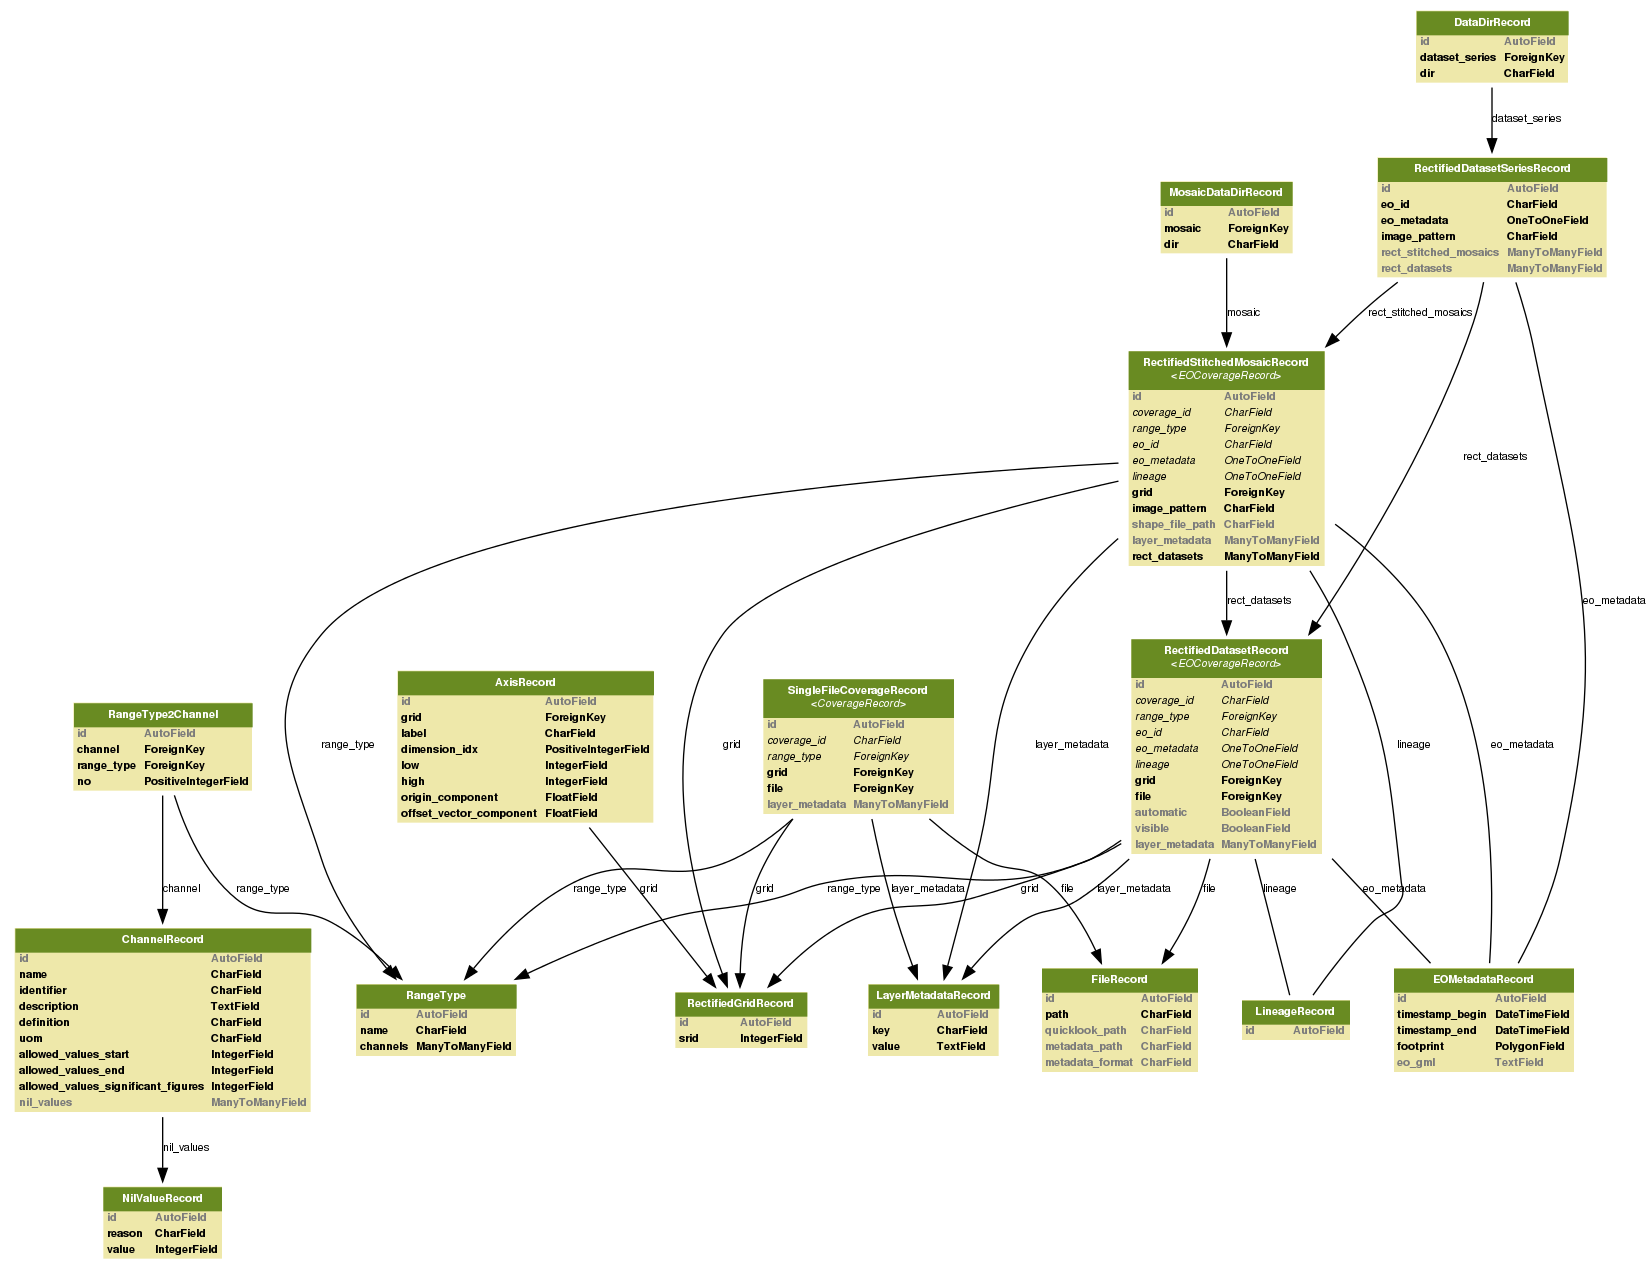 DataDirRecord
id AutoField
dataset_series ForeignKey
dir CharField
dataset_series
RectifiedDatasetSeriesRecord
id AutoField
eo_id CharField
eo_metadata OneToOneField
image_pattern CharField
rect_stitched_mosaics ManyToManyField
rect_datasets ManyToManyField
MosaicDataDirRecord
id AutoField
mosaic ForeignKey
dir CharField
mosaic
rect_stitched_mosaics
rect_datasets
eo_metadata
RectifiedStitchedMosaicRecord
<EOCoverageRecord>
id AutoField
coverage_id CharField
range_type ForeignKey
eo_id CharField
eo_metadata OneToOneField
lineage OneToOneField
grid ForeignKey
image_pattern CharField
shape_file_path CharField
layer_metadata ManyToManyField
rect_datasets ManyToManyField
rect_datasets
range_type
grid
layer_metadata
lineage
eo_metadata
RectifiedDatasetRecord
<EOCoverageRecord>
id AutoField
coverage_id CharField
range_type ForeignKey
eo_id CharField
eo_metadata OneToOneField
lineage OneToOneField
grid ForeignKey
file ForeignKey
automatic BooleanField
visible BooleanField
layer_metadata ManyToManyField
SingleFileCoverageRecord
<CoverageRecord>
id AutoField
coverage_id CharField
range_type ForeignKey
grid ForeignKey
file ForeignKey
layer_metadata ManyToManyField
AxisRecord
id AutoField
grid ForeignKey
label CharField
dimension_idx PositiveIntegerField
low IntegerField
high IntegerField
origin_component FloatField
offset_vector_component FloatField
RangeType2Channel
id AutoField
channel ForeignKey
range_type ForeignKey
no PositiveIntegerField
channel
range_type
range_type
grid
grid
range_type
layer_metadata
grid
file
layer_metadata
file
lineage
eo_metadata
ChannelRecord
id AutoField
name CharField
identifier CharField
description TextField
definition CharField
uom CharField
allowed_values_start IntegerField
allowed_values_end IntegerField
allowed_values_significant_figures IntegerField
nil_values ManyToManyField
RangeType
id AutoField
name CharField
channels ManyToManyField
RectifiedGridRecord
id AutoField
srid IntegerField
LayerMetadataRecord
id AutoField
key CharField
value TextField
FileRecord
id AutoField
path CharField
quicklook_path CharField
metadata_path CharField
metadata_format CharField
LineageRecord
id AutoField
EOMetadataRecord
id AutoField
timestamp_begin DateTimeField
timestamp_end DateTimeField
footprint PolygonField
eo_gml TextField
nil_values
NilValueRecord
id AutoField
reason CharField
value IntegerField